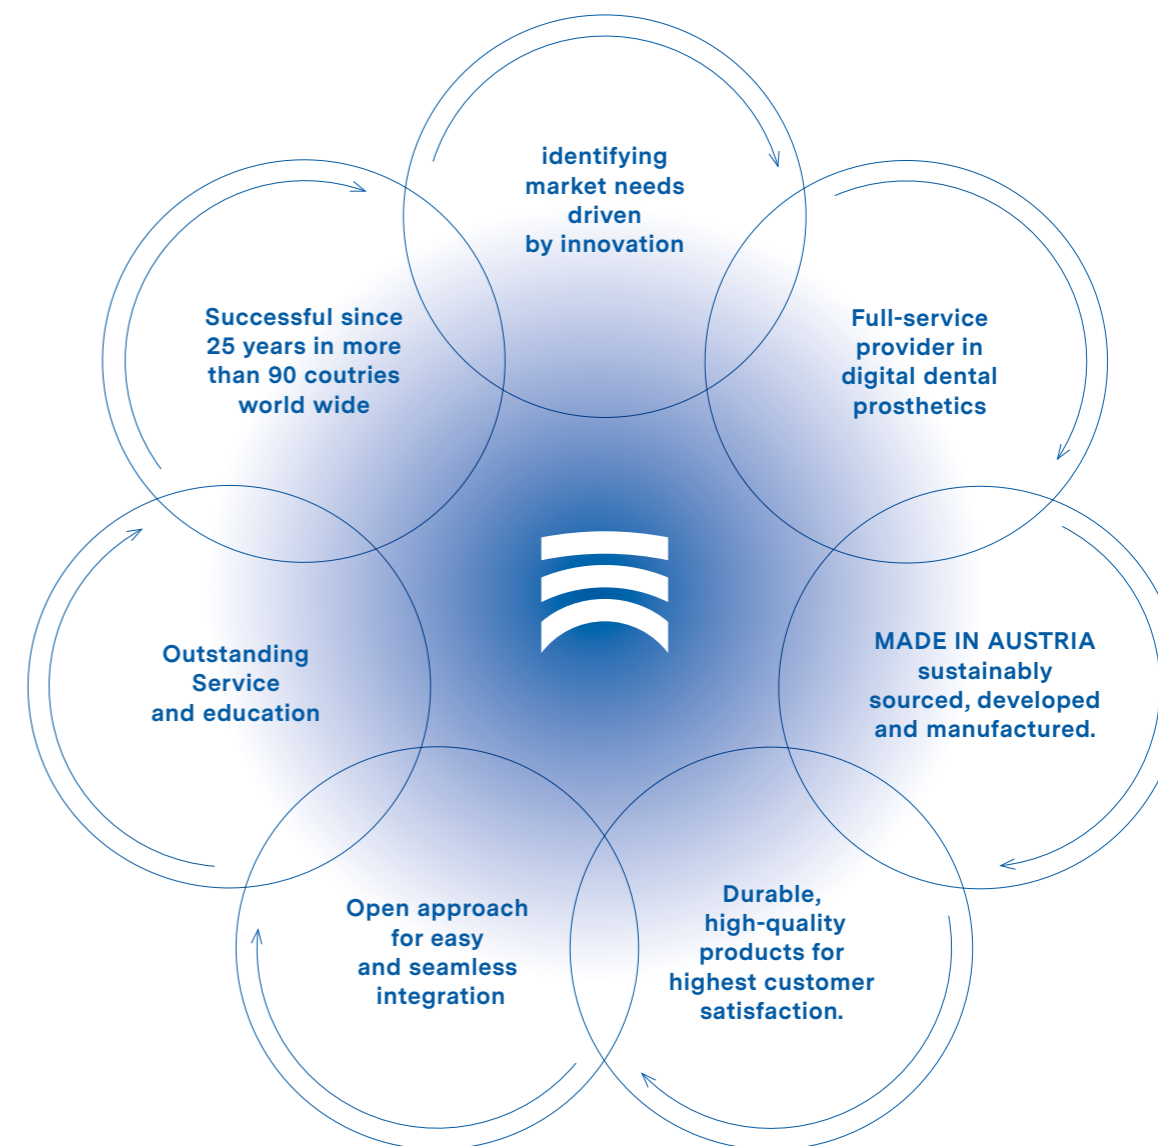 identifying
market needs
driven
by innovation
Full-service
provider in
digital dental
prosthetics
MADE IN AUSTRIA
sustainably
sourced, developed
and manufactured.
Durable,
high-quality
products for
highest customer
satisfaction.
Open approach
for easy
and seamless
integration
Outstanding
Service
and education
Successful since
25 years in more
than 90 coutries
world wide